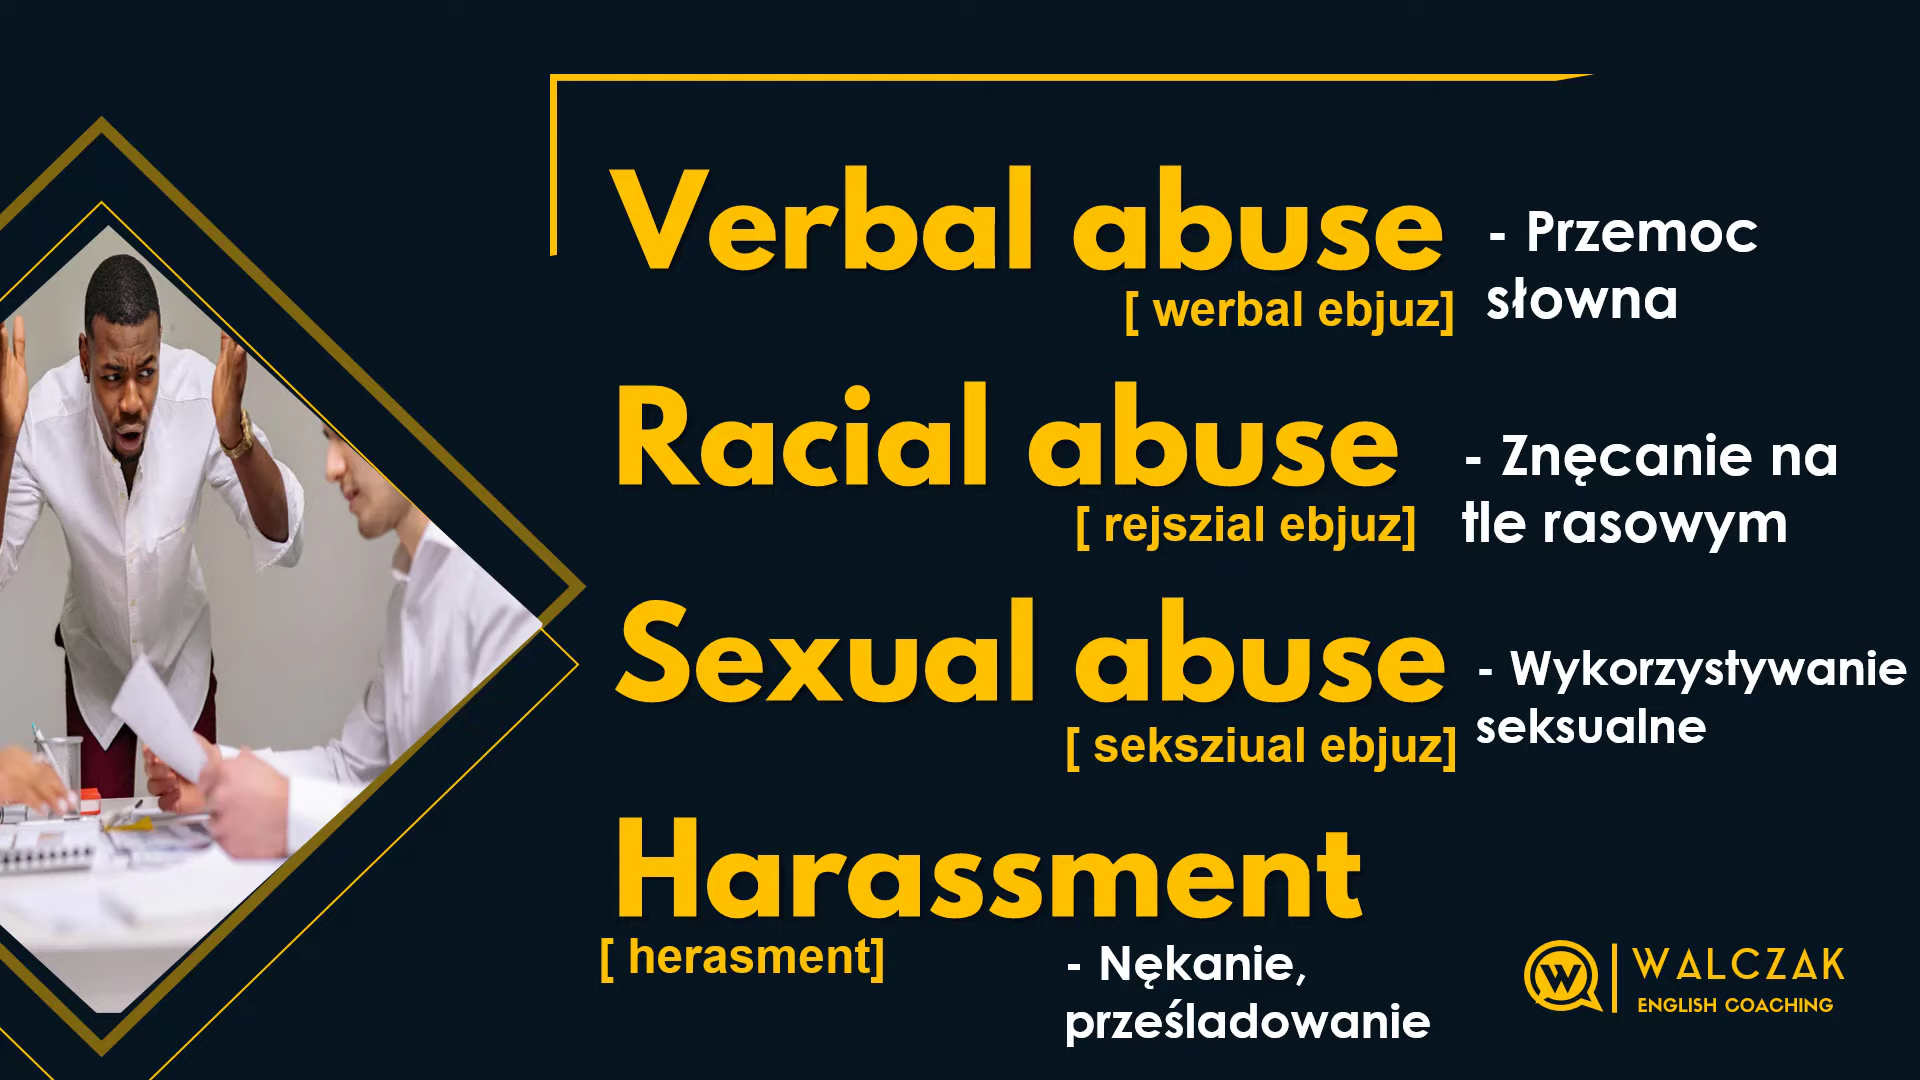 Verbal abuse
- Przemoc
słowna
[ werbal ebjuz]
Racial abuse
- Znęcanie na
tle rasowym
[ rejszial ebjuz]
Sexual abuse
- Wykorzystywanie
seksualne
[ seksziual ebjuz]
Harassment
[ herasment]
- Nękanie,
prześladowanie
W
WALCZAK
ENGLISH COACHING